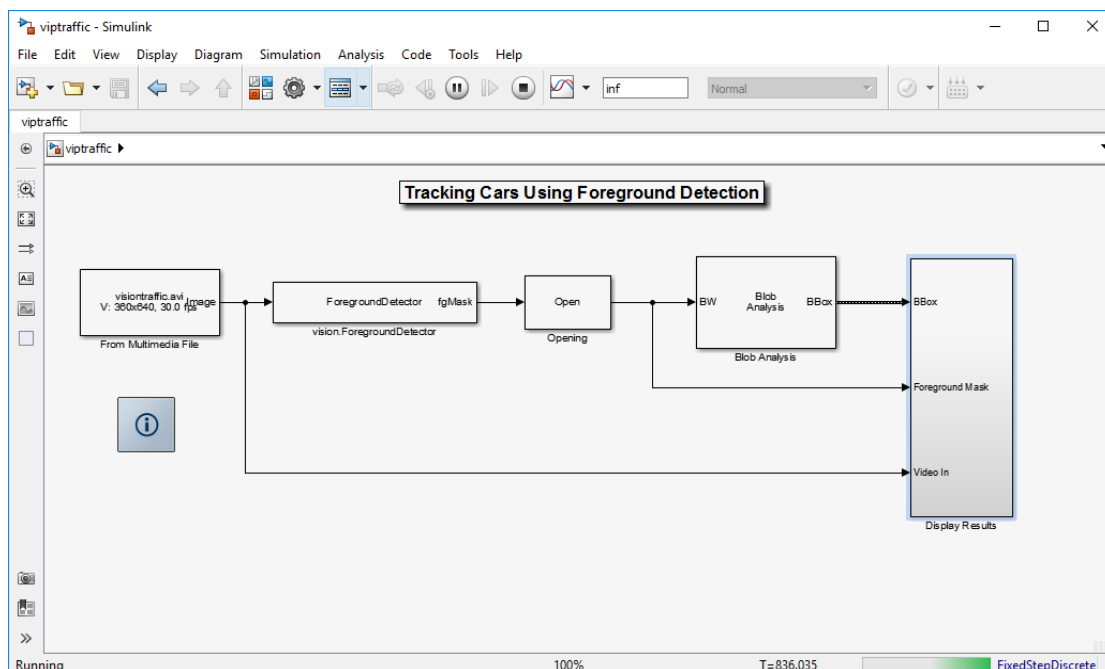 viptraffic - Simulink
File Edit View Display Diagram Simulation Analysis Code Tools Help
inf
Normal
viptraffic
viptraffic
Tracking Cars Using Foreground Detection
visiontraffic.avi
V: 360x640, 30.0 fps
Image
From Multimedia File
ForegroundDetector
fgMask
vision.ForegroundDetector
Open
Opening
BW
Blob
Analysis
BBox
Blob Analysis
BBox
Foreground Mask
Video In
Display Results
Running 100% T=836.035 FixedStepDiscrete